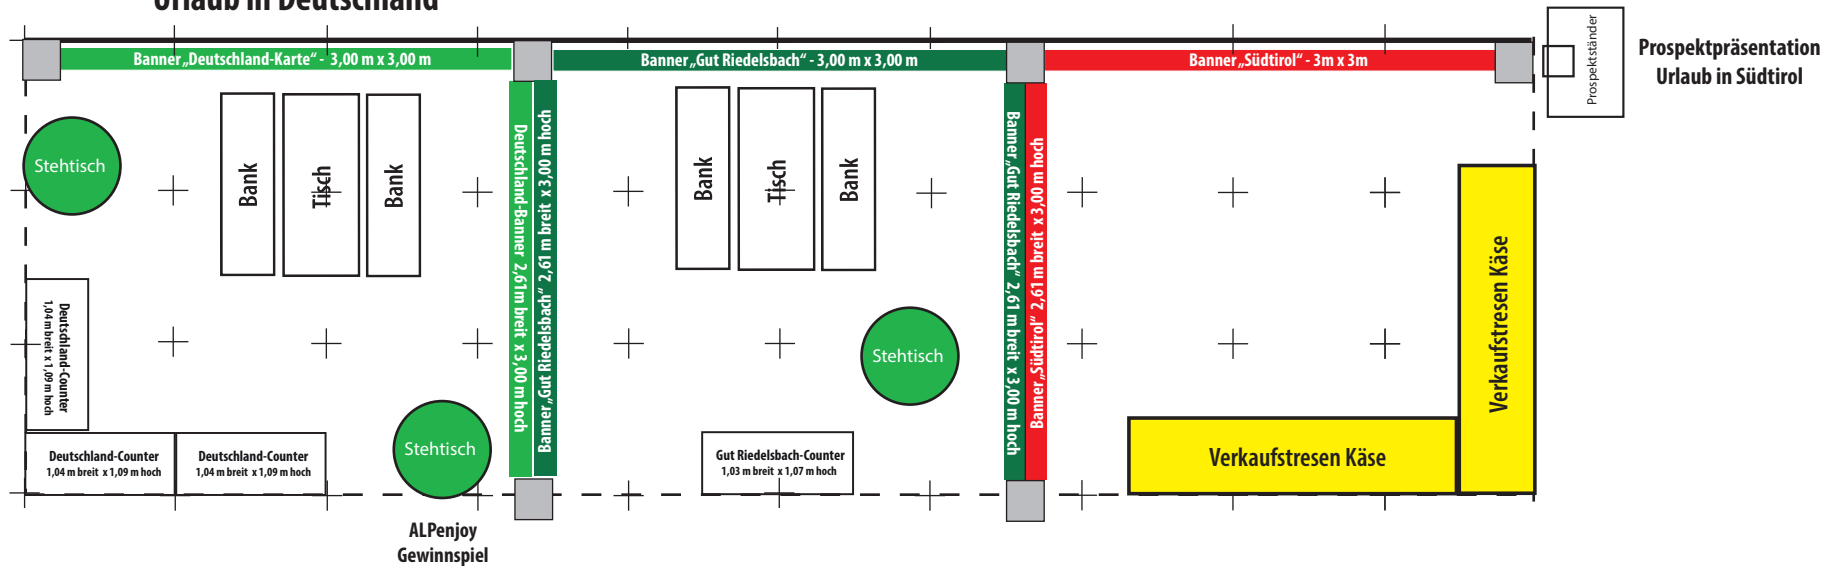 Urlaub in Deutschland
Banner „Deutschland-Karte“ - 3,00 m x 3,00 m
Banner „Gut Riedelsbach“ - 3,00 m x 3,00 m
Banner „Südtirol“ - 3m x 3m
Prospektständer
Prospektpräsentation
Urlaub in Südtirol
Stehtisch
Bank
Tisch
Bank
Deutschland-Banner 2,61m breit x 3,00 m hoch
Banner „Gut Riedelsbach“ 2,61 m breit x 3,00 m hoch
Bank
Tisch
Bank
Banner „Gut Riedelsbach“ 2,61 m breit x 3,00 m hoch
Banner „Südtirol“ 2,61 m breit x 3,00 m hoch
Verkaufstresen Käse
Deutschland-Counter
1,04 m breit x 1,09 m hoch
Stehtisch
Stehtisch
Deutschland-Counter
1,04 m breit x 1,09 m hoch
Deutschland-Counter
1,04 m breit x 1,09 m hoch
Gut Riedelsbach-Counter
1,03 m breit x 1,07 m hoch
Verkaufstresen Käse
ALPenjoy
Gewinnspiel